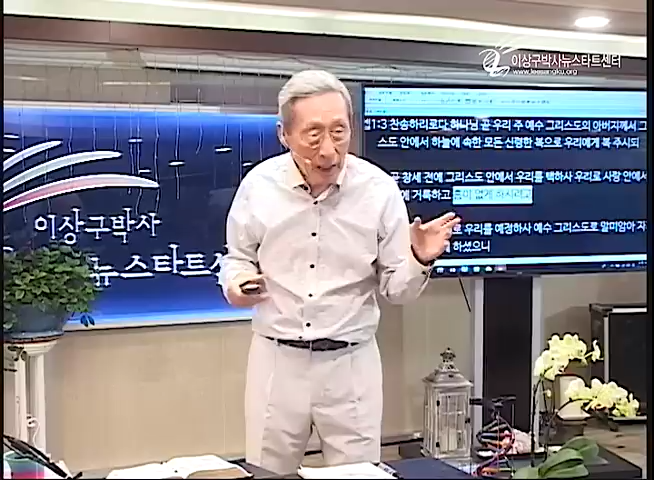 이상구박사뉴스타트센터
www.leesangku.org
이상구박사
뉴스타트센
엡1:3 찬송하리로다 하나님 곧 우리 주 예수 그리스도의 아버지께서 그
스도 안에서 하늘에 속한 모든 신령한 복으로 우리에게 복 주시되
곧 창세 전에 그리스도 안에서 우리를 택하사 우리로 사랑 안에서
에 거룩하고 흠이 없게 하시려고
로 우리를 예정하사 예수 그리스도로 말미암아 자
하셨으니